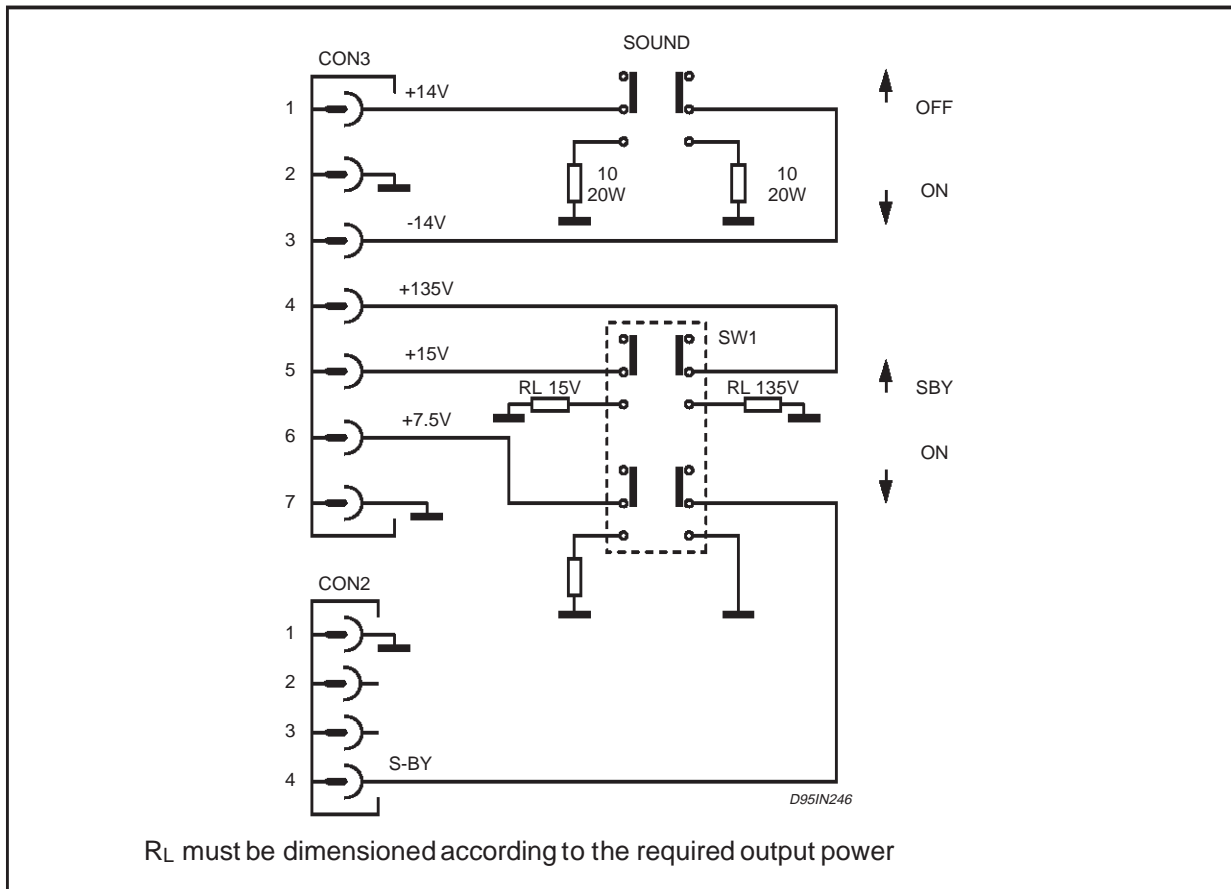 SOUND
CON3
1
+14V
OFF
2
10
20W
10
20W
ON
3
-14V
4
+135V
SW1
5
+15V
RL 15V
RL 135V
SBY
6
+7.5V
ON
7
CON2
1
2
3
4
S-BY
D95IN246
RL must be dimensioned according to the required output power